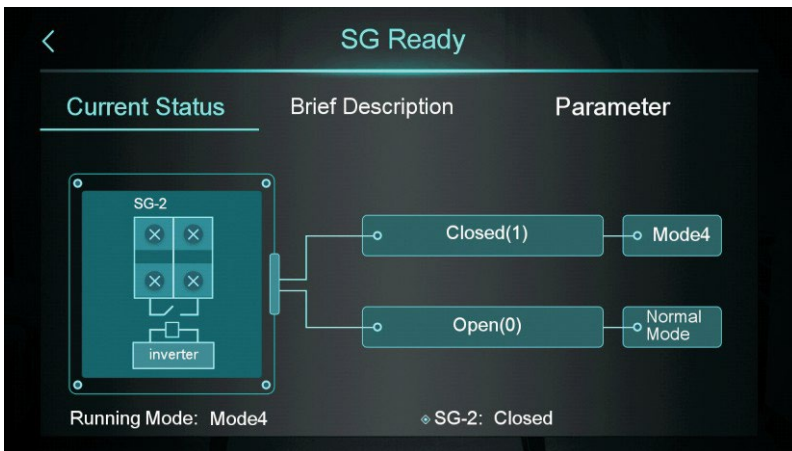 SG Ready
Current Status
Brief Description
Parameter
SG-2
Closed(1)
Mode4
Open(0)
Normal
Mode
inverter
Running Mode: Mode4
SG-2: Closed